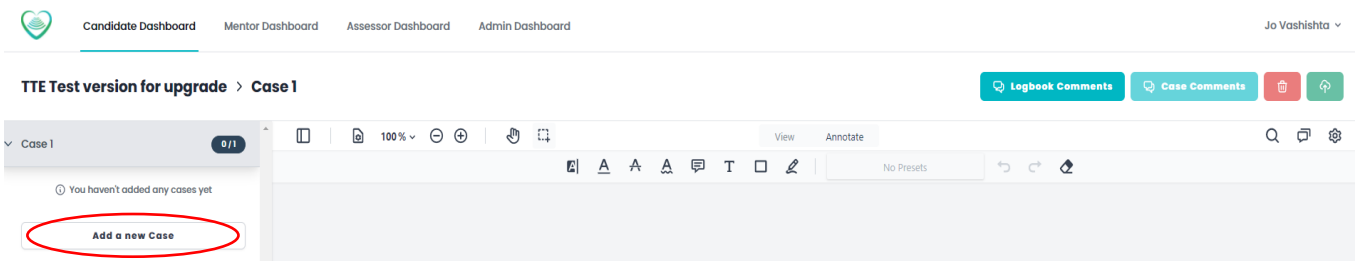 Candidate Dashboard Mentor Dashboard Assessor Dashboard Admin Dashboard Jo Vashishta
TTE Test version for upgrade > Case 1 Logbook Comments Case Comments
Case 1 0/1 100% View Annotate
A A A A T No Presets
You haven't added any cases yet
Add a new Case